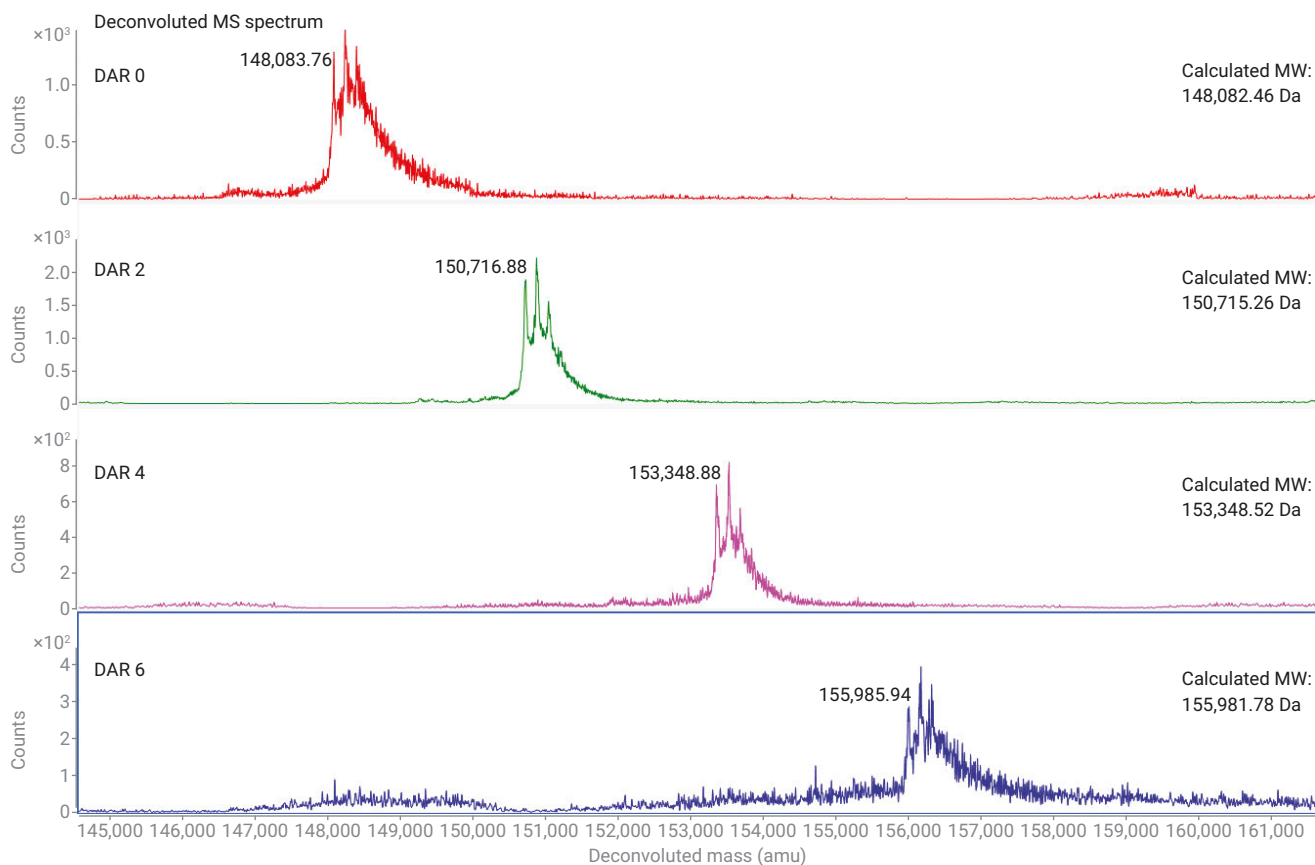 Deconvoluted MS spectrum
×10³
148,083.76
DAR 0
Calculated MW:
148,082.46 Da
1.0
0.5
0
Counts
×10³
150,716.88
DAR 2
Calculated MW:
150,715.26 Da
2.0
1.5
1.0
0.5
0
Counts
×10²
153,348.88
DAR 4
Calculated MW:
153,348.52 Da
8
6
4
2
0
Counts
×10²
DAR 6
Calculated MW:
155,981.78 Da
155,985.94
4
3
2
1
0
Counts
145,000 146,000 147,000 148,000 149,000 150,000 151,000 152,000 153,000 154,000 155,000 156,000 157,000 158,000 159,000 160,000 161,000
Deconvoluted mass (amu)